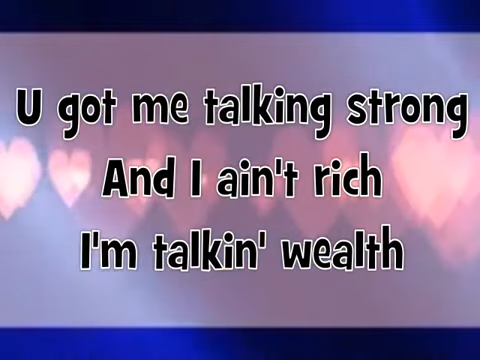 U got me talking strong
And I ain't rich
I'm talkin' wealth